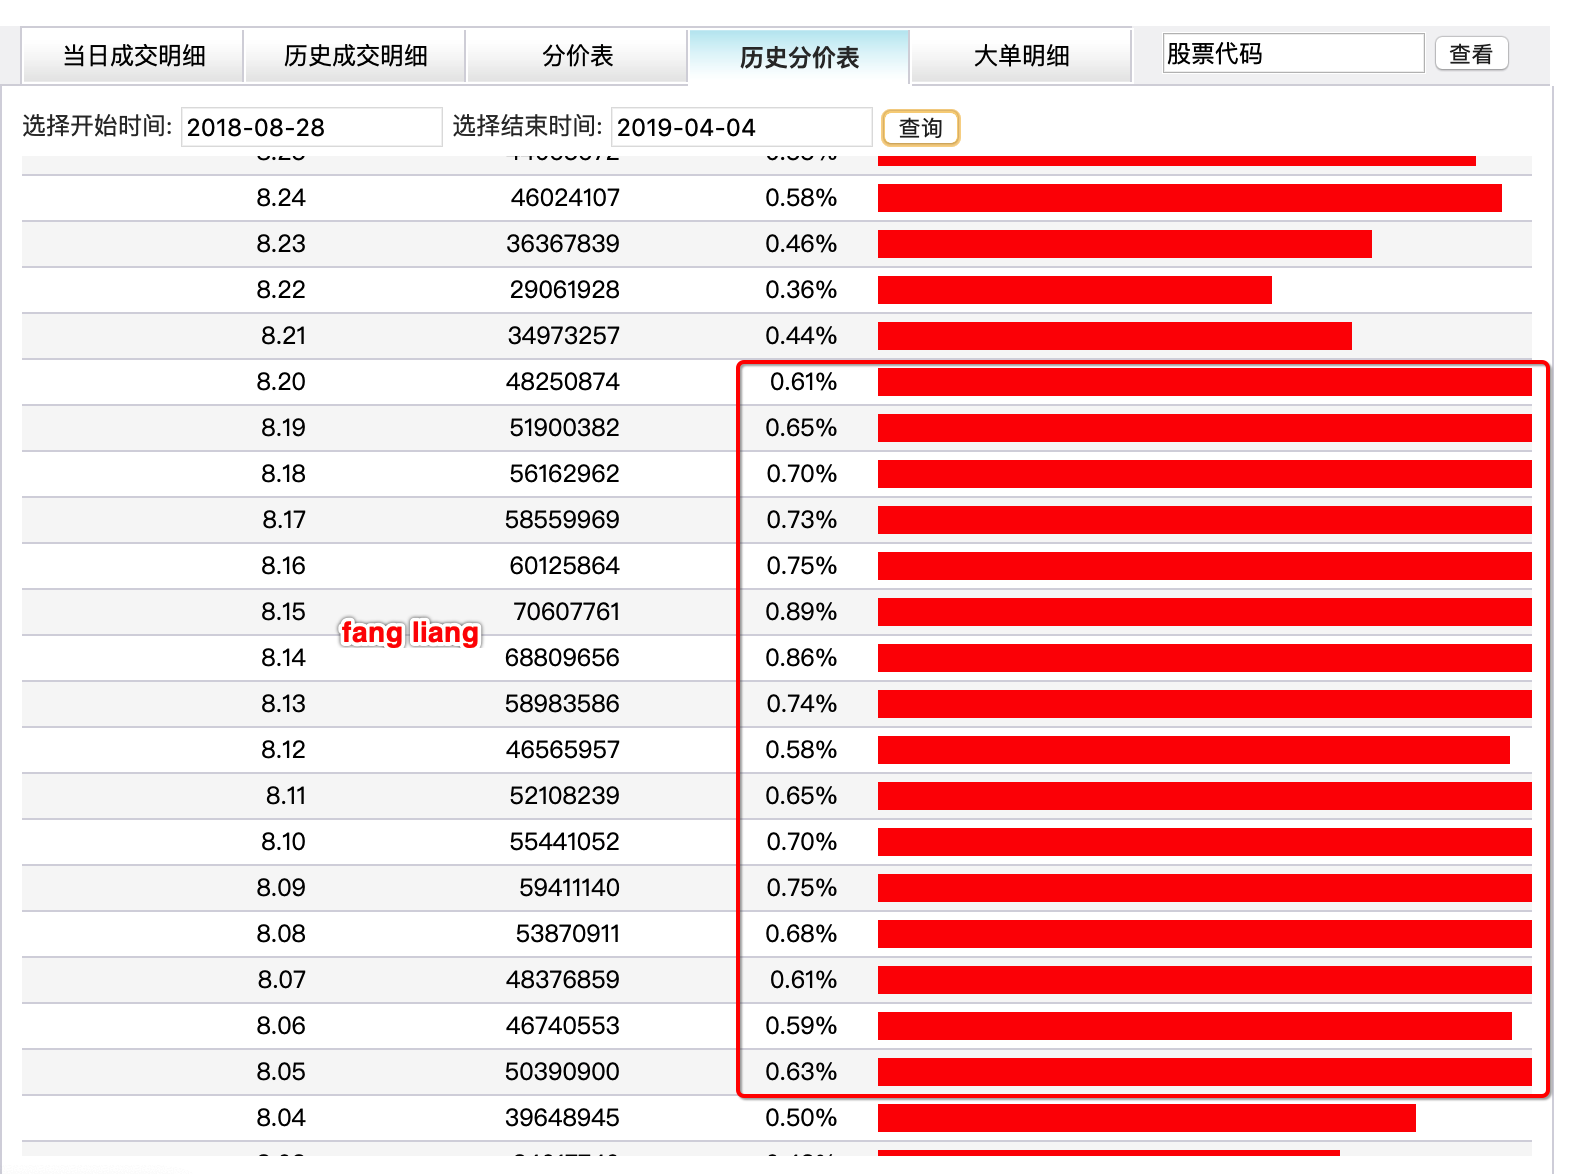 当日成交明细 历史成交明细 分价表 历史分价表 大单明细 股票代码 查看
选择开始时间: 2018-08-28 选择结束时间: 2019-04-04 查询
8.24 46024107 0.58%
8.23 36367839 0.46%
8.22 29061928 0.36%
8.21 34973257 0.44%
8.20 48250874 0.61%
8.19 51900382 0.65%
8.18 56162962 0.70%
8.17 58559969 0.73%
8.16 60125864 0.75%
8.15 70607761 0.89%
fang liang
8.14 68809656 0.86%
8.13 58983586 0.74%
8.12 46565957 0.58%
8.11 52108239 0.65%
8.10 55441052 0.70%
8.09 59411140 0.75%
8.08 53870911 0.68%
8.07 48376859 0.61%
8.06 46740553 0.59%
8.05 50390900 0.63%
8.04 39648945 0.50%